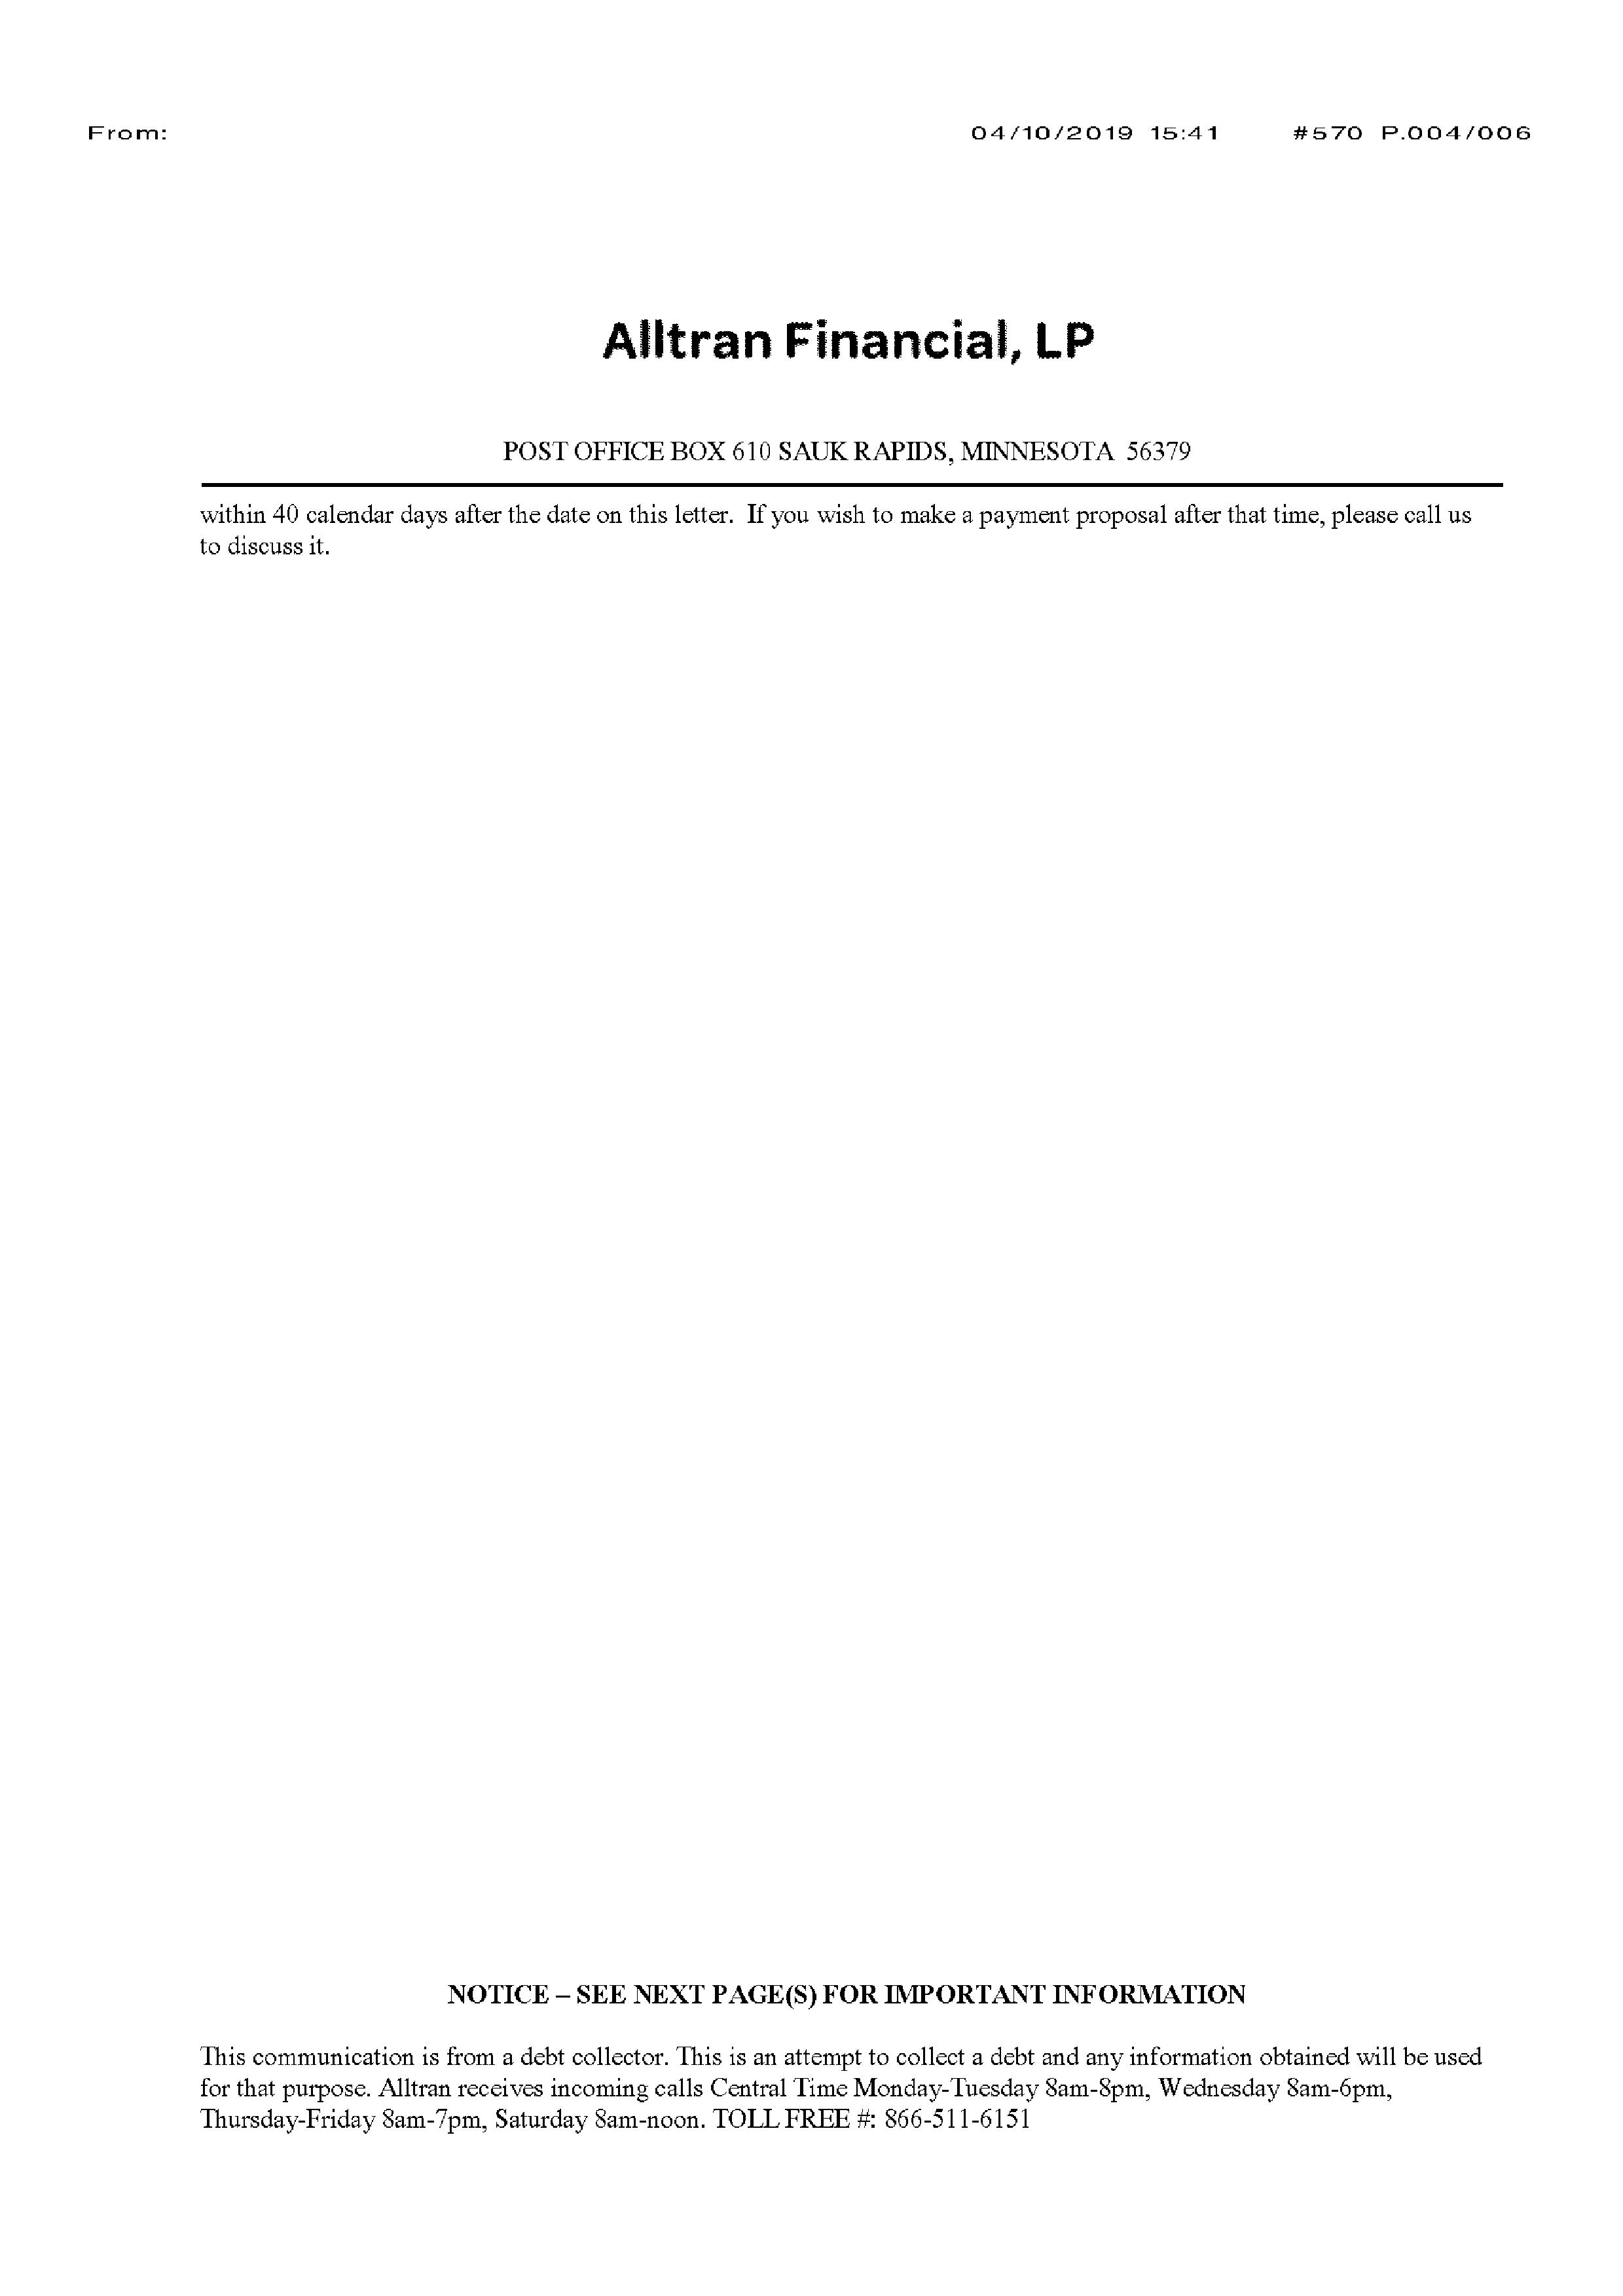 From: 04/10/2019 15:41 #570 P.004/006
Alltran Financial, LP
POST OFFICE BOX 610 SAUK RAPIDS, MINNESOTA 56379
within 40 calendar days after the date on this letter. If you wish to make a payment proposal after that time, please call us
to discuss it.
NOTICE – SEE NEXT PAGE(S) FOR IMPORTANT INFORMATION
This communication is from a debt collector. This is an attempt to collect a debt and any information obtained will be used
for that purpose. Alltran receives incoming calls Central Time Monday-Tuesday 8am-8pm, Wednesday 8am-6pm,
Thursday-Friday 8am-7pm, Saturday 8am-noon. TOLL FREE #: 866-511-6151